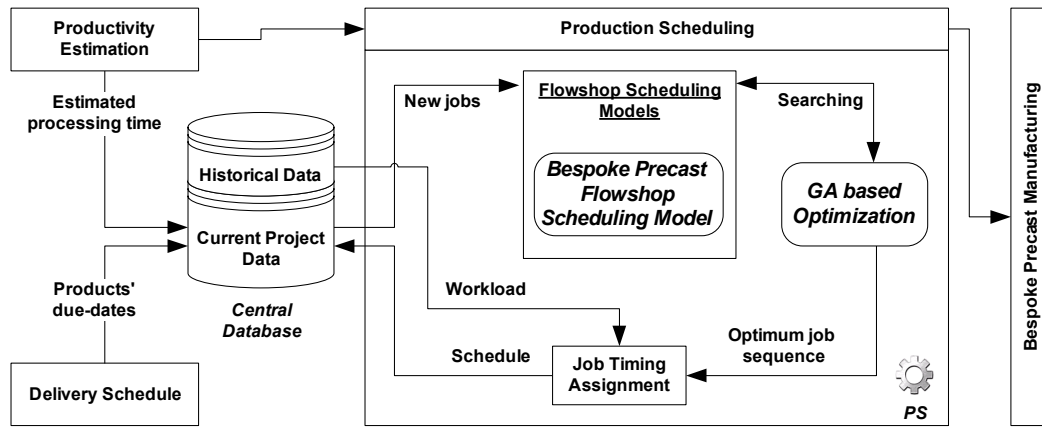 Productivity
Estimation
Production Scheduling
Estimated
processing time
New jobs
Flowshop Scheduling
Models
Searching
Historical Data
Bespoke Precast
Flowshop
Scheduling Model
GA based
Optimization
Current Project
Data
Products'
due-dates
Central
Database
Workload
Schedule
Optimum job
sequence
Job Timing
Assignment
Delivery Schedule
PS
Bespoke Precast Manufacturing